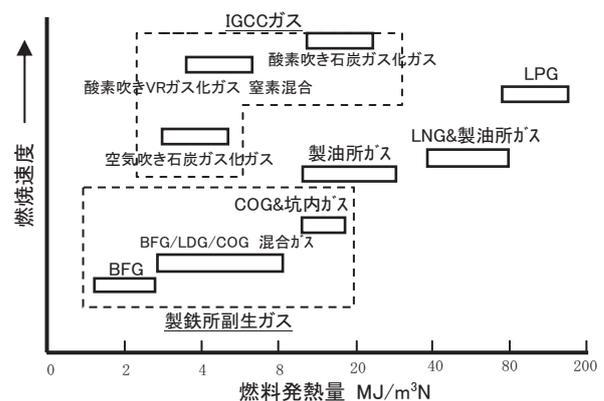 IGCCガス
酸素吹き石炭ガス化ガス
酸素吹きVRガス化ガス 窒素混合
LPG
LNG&製油所ガス
空気吹き石炭ガス化ガス
製油所ガス
COG&坑内ガス
BFG/LDG/COG 混合ガス
BFG
製鉄所副生ガス
燃焼速度
0 2 4 8 20 40 80 200
燃料発熱量 MJ/m³N